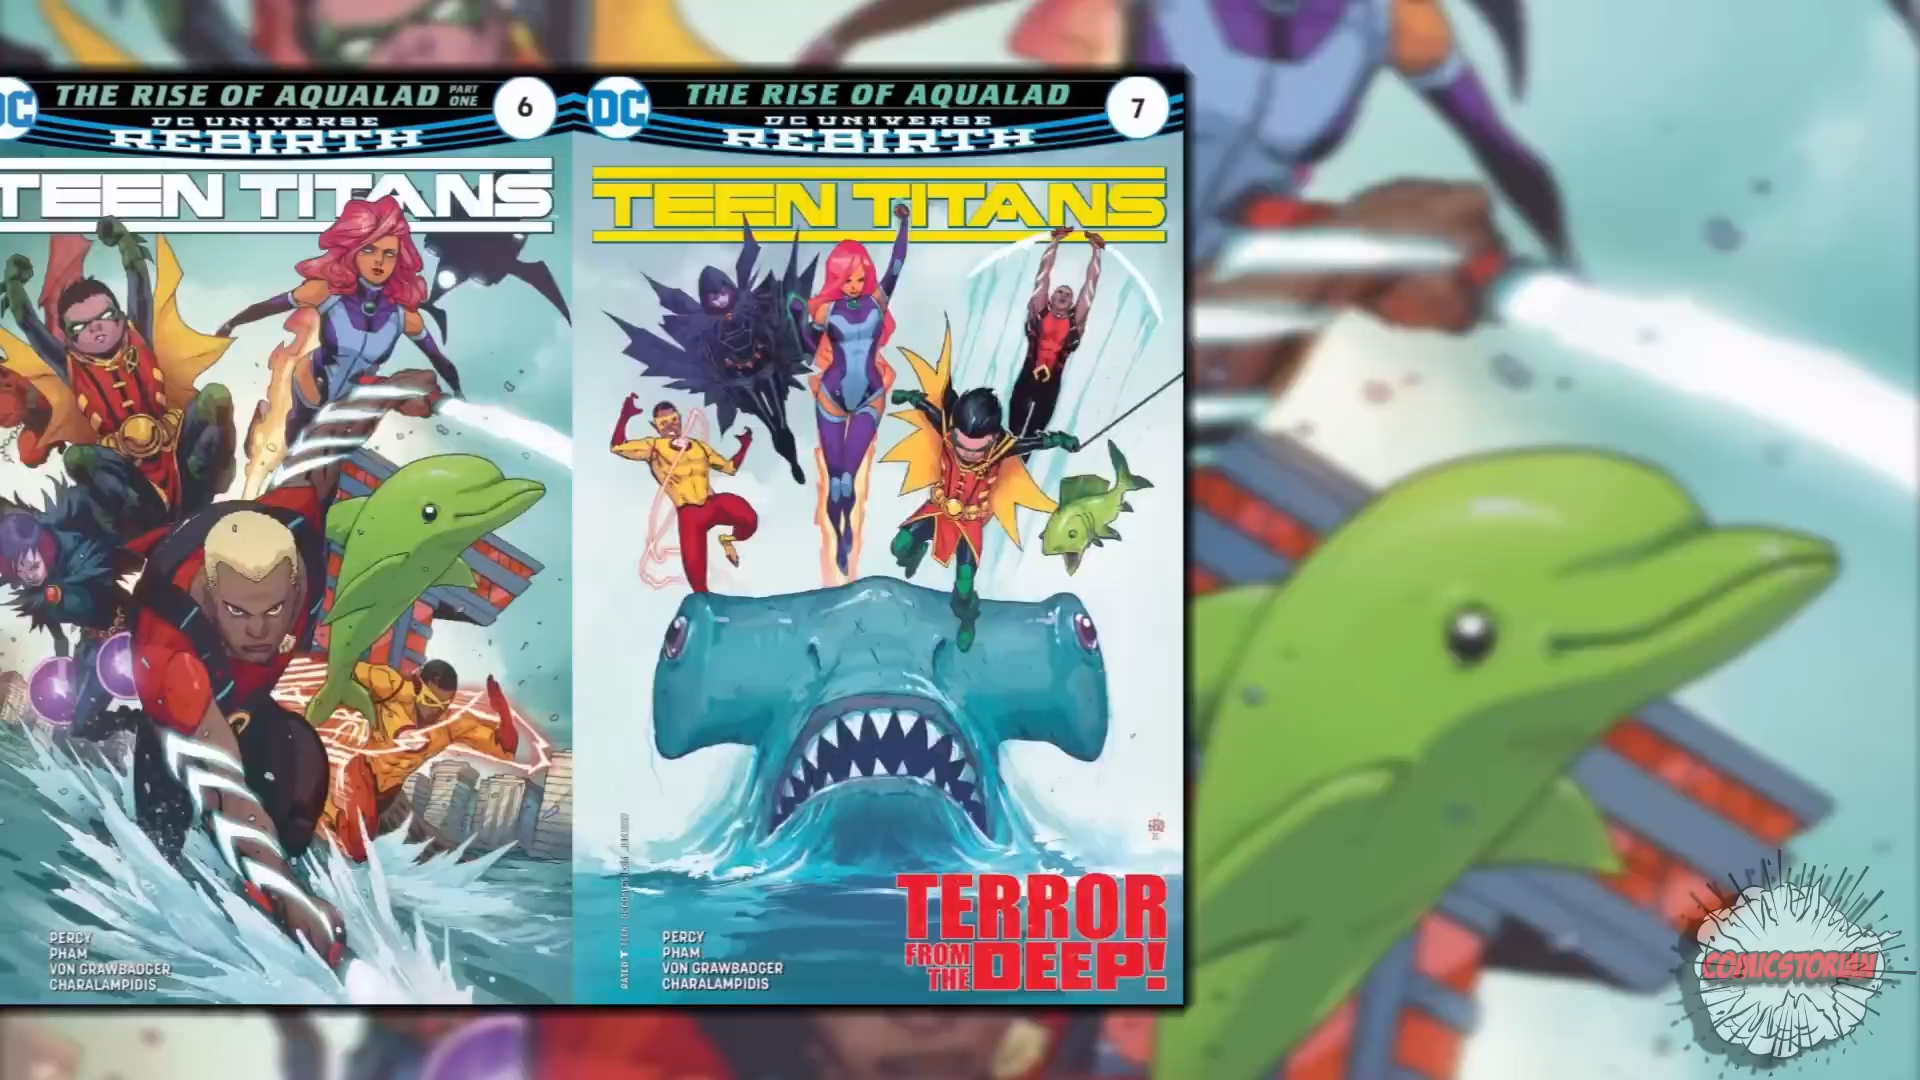 DC
THE RISE OF AQUALAD PART ONE
6
DC UNIVERSE
REBIRTH
TEEN TITANS
PERCY
PHAM
VON GRAWBADGER
CHARALAMPIDIS
DC
THE RISE OF AQUALAD
7
DC UNIVERSE
REBIRTH
TEEN TITANS
TERROR
FROM THE DEEP!
PERCY
PHAM
VON GRAWBADGER
CHARALAMPIDIS
RATED T TEEN
COMICSTORIAN